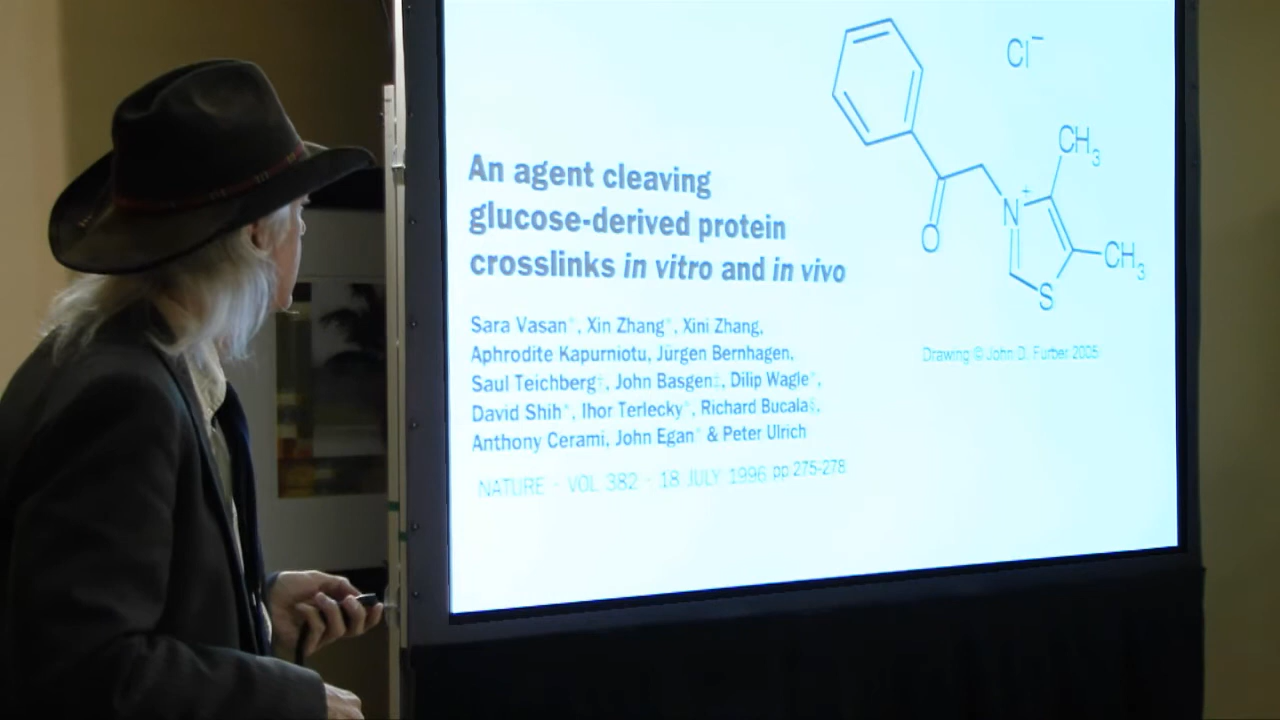 An agent cleaving
glucose-derived protein
crosslinks in vitro and in vivo
Sara Vasan*, Xin Zhang*, Xini Zhang,
Aphrodite Kapurniotu, Jürgen Bernhagen,
Saul Teichberg‡, John Basgen‡, Dilip Wagle*,
David Shih*, Ihor Terlecky*, Richard Bucala§,
Anthony Cerami, John Egan* & Peter Ulrich
NATURE · VOL 382 · 18 JULY 1996 pp 275-278
Cl⁻
CH₃
N⁺
O
CH₃
S
Drawing © John D. Furber 2005